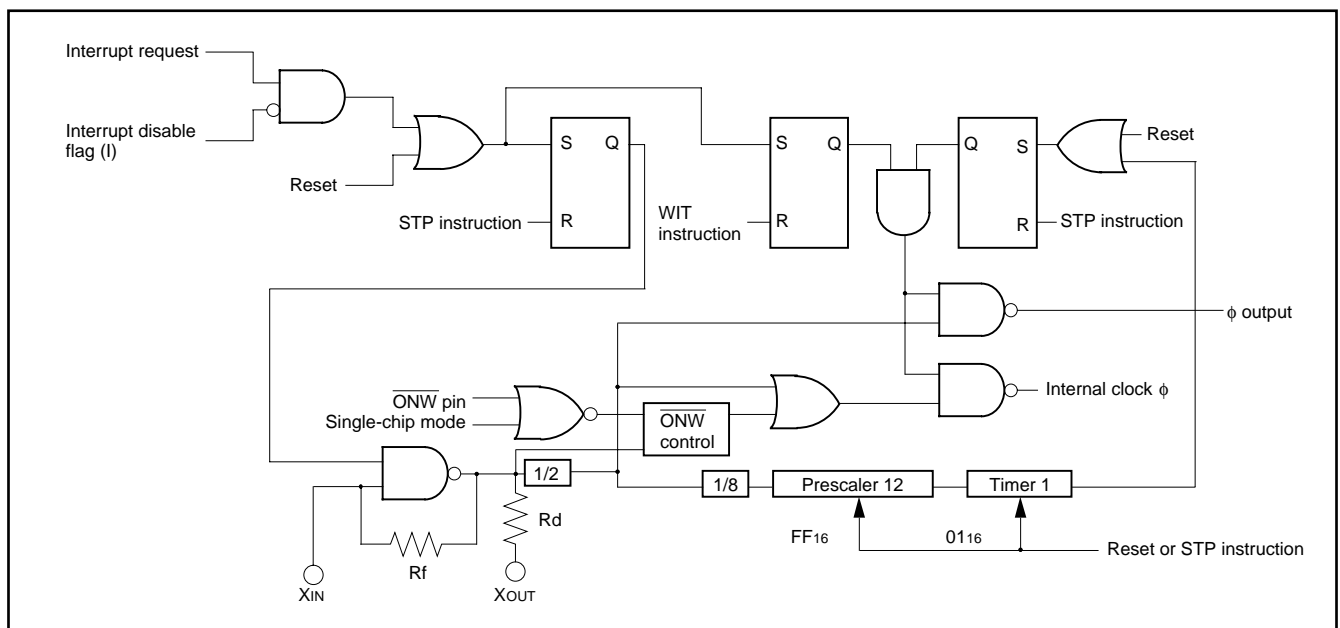 Interrupt request
Interrupt disable
flag (I)
Reset
S
Q
R
STP instruction
S
Q
R
WIT
instruction
Q
S
R
Reset
STP instruction
ϕ output
Internal clock ϕ
O̅N̅W̅ pin
Single-chip mode
O̅N̅W̅
control
1/2
1/8
Prescaler 12
Timer 1
Rd
Rf
FF16
0116
Reset or STP instruction
XIN
XOUT